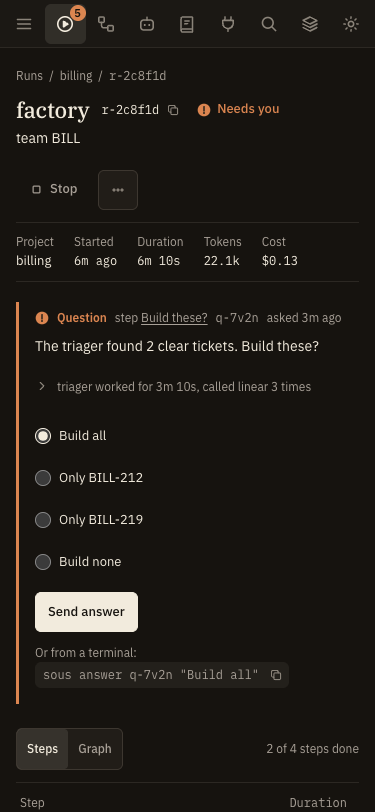 5
Runs / billing / r-2c8f1d
factory r-2c8f1d Needs you
team BILL
Stop
Project Started Duration Tokens Cost
billing 6m ago 6m 10s 22.1k $0.13
Question step Build these? q-7v2n asked 3m ago
The triager found 2 clear tickets. Build these?
triager worked for 3m 10s, called linear 3 times
Build all
Only BILL-212
Only BILL-219
Build none
Send answer
Or from a terminal:
sous answer q-7v2n "Build all"
Steps Graph 2 of 4 steps done
Step Duration